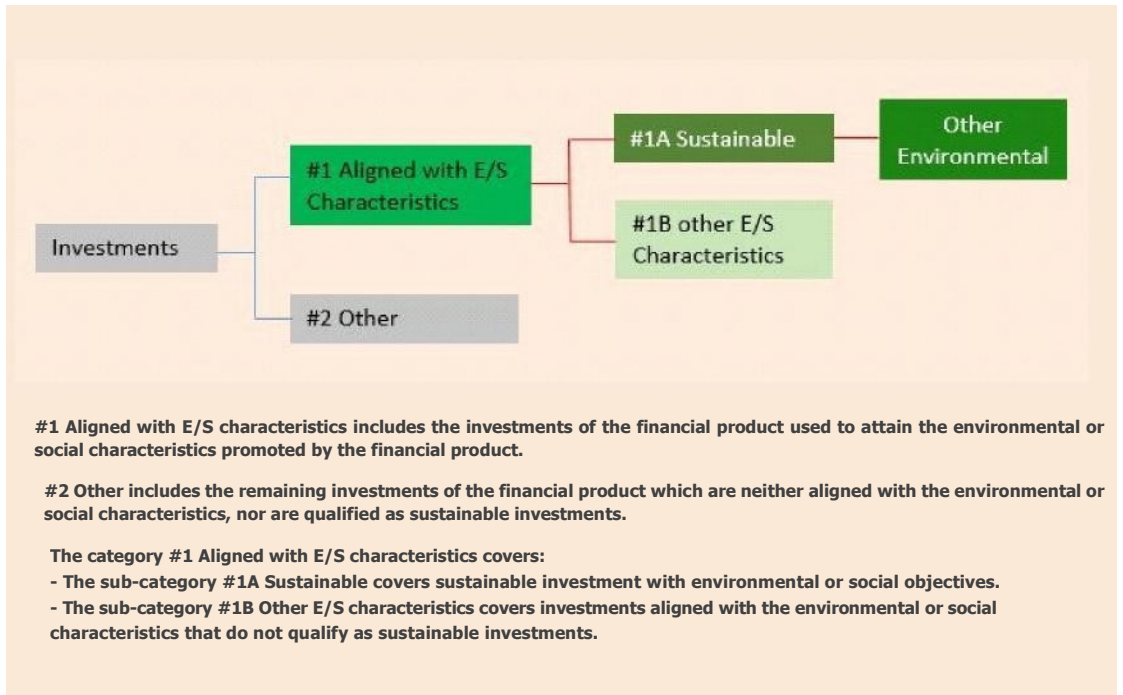 Other
Environmental
#1A Sustainable
#1 Aligned with E/S
Characteristics
#1B other E/S
Characteristics
Investments
#2 Other
#1 Aligned with E/S characteristics includes the investments of the financial product used to attain the environmental or
social characteristics promoted by the financial product.
#2 Other includes the remaining investments of the financial product which are neither aligned with the environmental or
social characteristics, nor are qualified as sustainable investments.
The category #1 Aligned with E/S characteristics covers:
- The sub-category #1A Sustainable covers sustainable investment with environmental or social objectives.
- The sub-category #1B Other E/S characteristics covers investments aligned with the environmental or social
characteristics that do not qualify as sustainable investments.